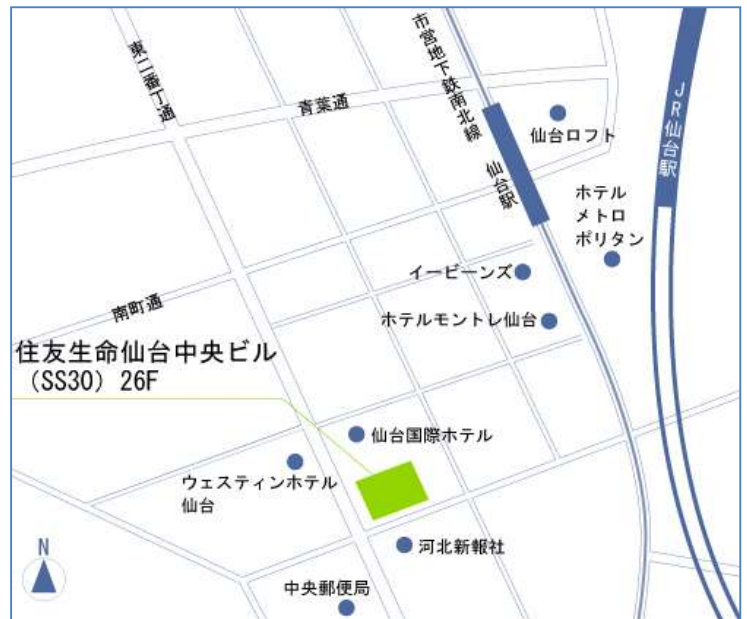 東二番丁通
青葉通
市営地下鉄南北線
仙台駅
JR仙台駅
仙台ロフト
ホテル
メトロ
ポリタン
イービーンズ
南町通
ホテルモントレ仙台
住友生命仙台中央ビル
（SS30）26F
仙台国際ホテル
ウェスティンホテル
仙台
河北新報社
N
中央郵便局